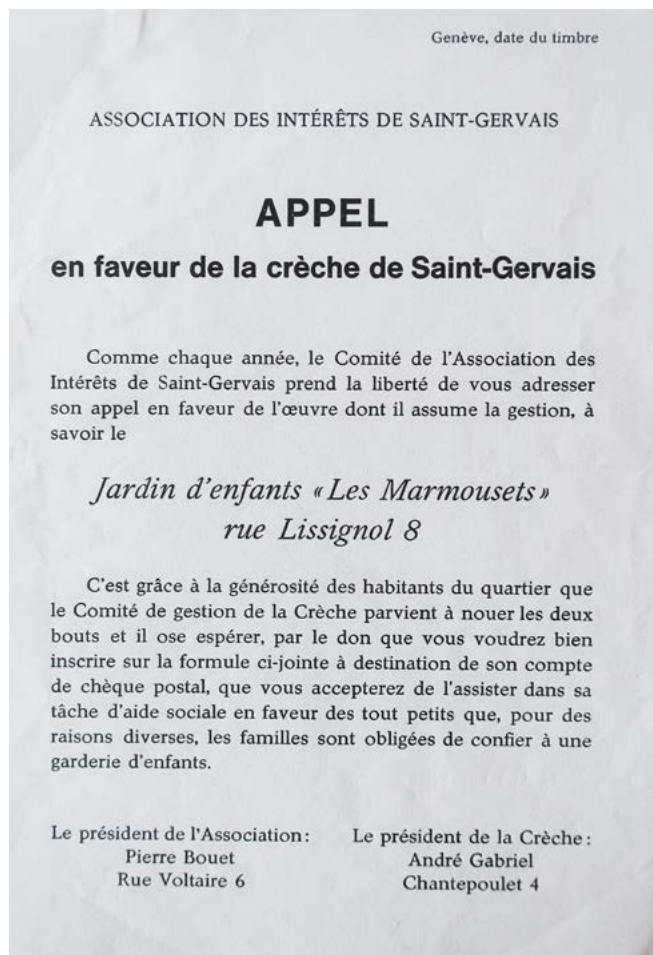 Genève, date du timbre
ASSOCIATION DES INTÉRÊTS DE SAINT-GERVAIS
APPEL
en faveur de la crèche de Saint-Gervais
Comme chaque année, le Comité de l'Association des
Intérêts de Saint-Gervais prend la liberté de vous adresser
son appel en faveur de l'œuvre dont il assume la gestion, à
savoir le
Jardin d'enfants « Les Marmousets »
rue Lissignol 8
C'est grâce à la générosité des habitants du quartier que
le Comité de gestion de la Crèche parvient à nouer les deux
bouts et il ose espérer, par le don que vous voudrez bien
inscrire sur la formule ci-jointe à destination de son compte
de chèque postal, que vous accepterez de l'assister dans sa
tâche d'aide sociale en faveur des tout petits que, pour des
raisons diverses, les familles sont obligées de confier à une
garderie d'enfants.
Le président de l'Association:
Pierre Bouet
Rue Voltaire 6
Le président de la Crèche:
André Gabriel
Chantepoulet 4